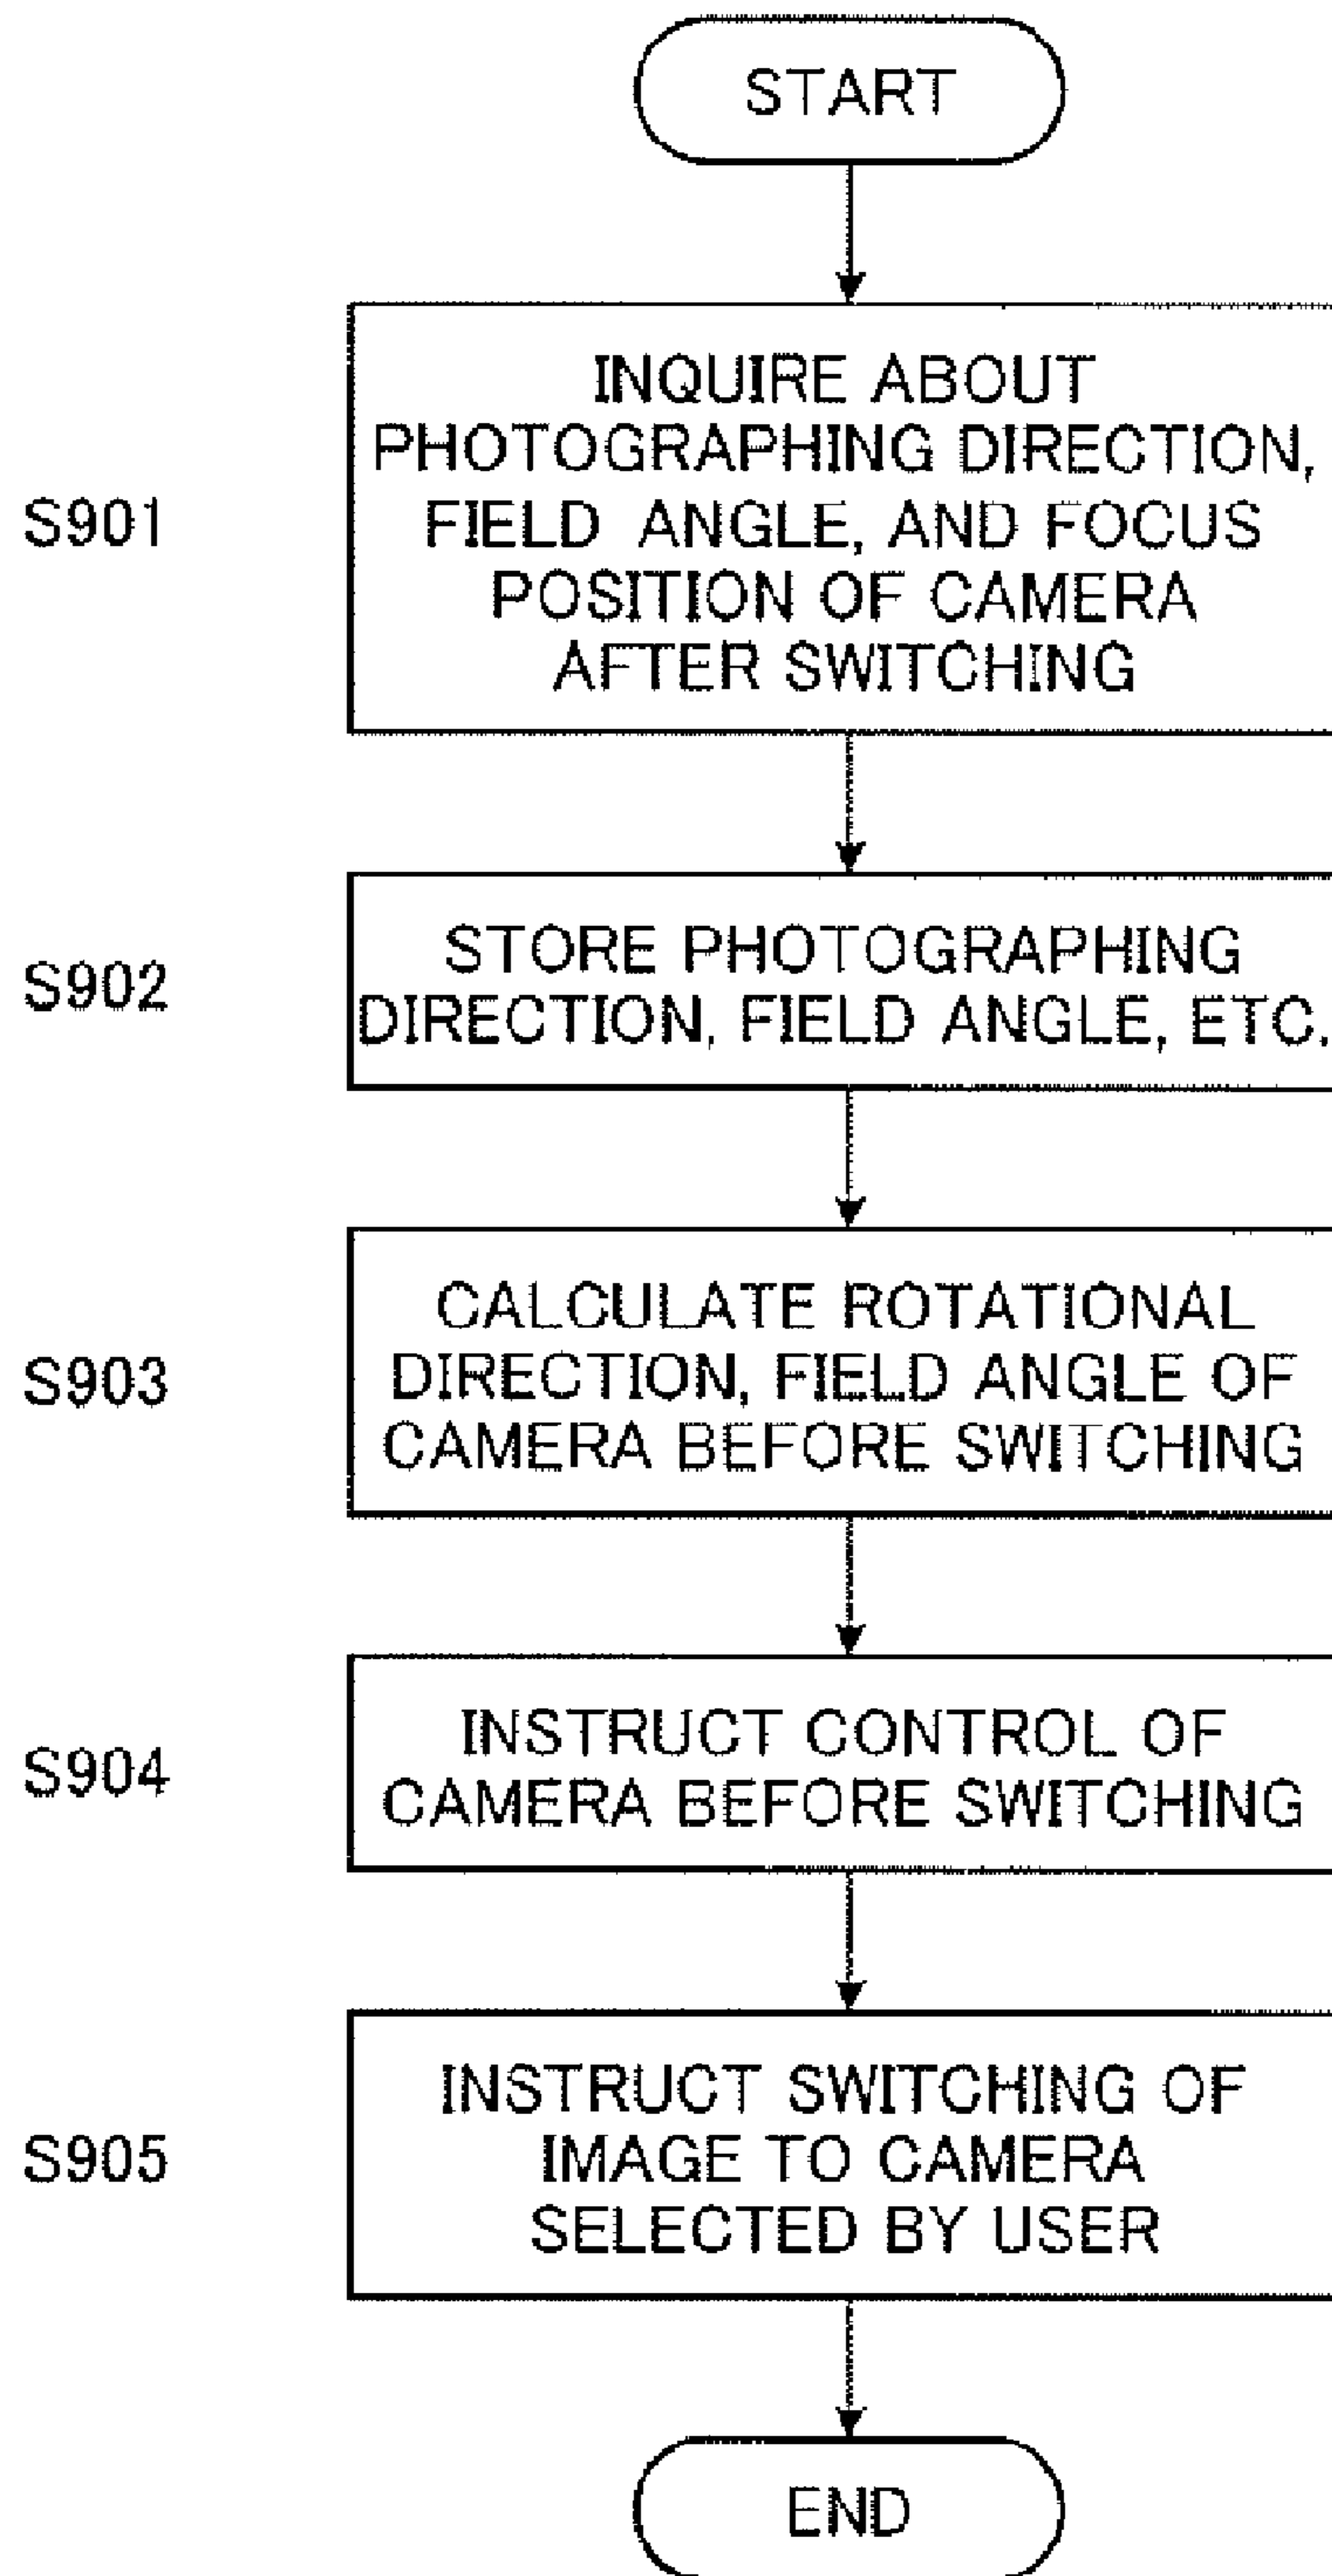 START
S901
INQUIRE ABOUT
PHOTOGRAPHING DIRECTION,
FIELD ANGLE, AND FOCUS
POSITION OF CAMERA
AFTER SWITCHING
S902
STORE PHOTOGRAPHING
DIRECTION, FIELD ANGLE, ETC.
S903
CALCULATE ROTATIONAL
DIRECTION, FIELD ANGLE OF
CAMERA BEFORE SWITCHING
S904
INSTRUCT CONTROL OF
CAMERA BEFORE SWITCHING
S905
INSTRUCT SWITCHING OF
IMAGE TO CAMERA
SELECTED BY USER
END